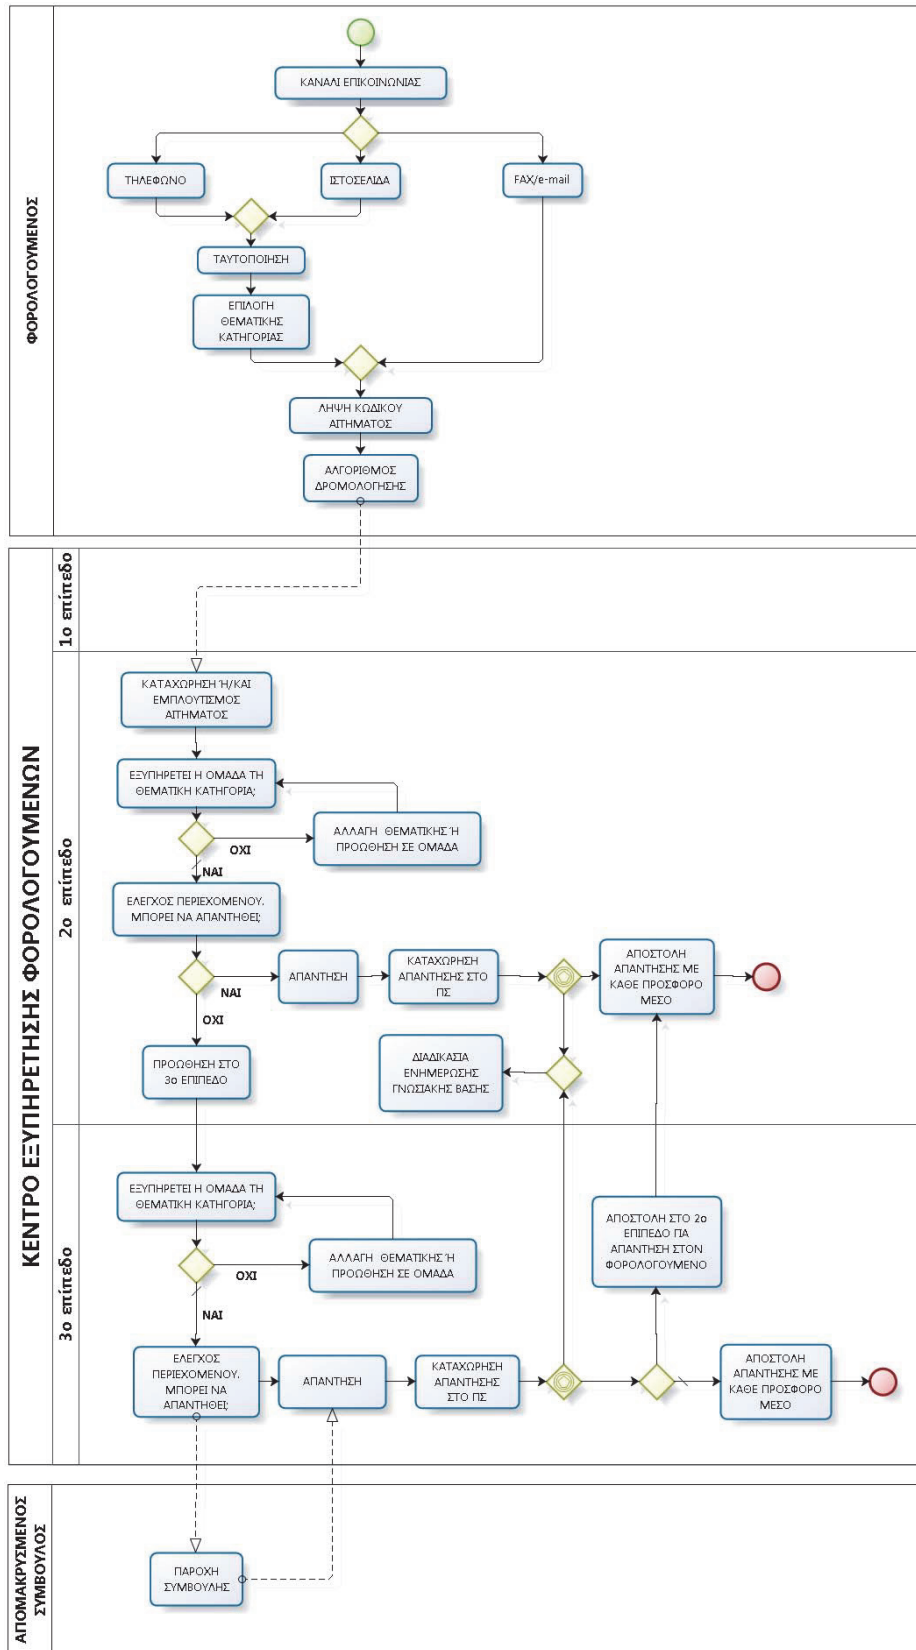 ΦΟΡΟΛΟΓΟΥΜΕΝΟΣ
ΚΑΝΑΛΙ ΕΠΙΚΟΙΝΩΝΙΑΣ
ΤΗΛΕΦΩΝΟ
ΙΣΤΟΣΕΛΙΔΑ
FAX/e-mail
ΤΑΥΤΟΠΟΙΗΣΗ
ΕΠΙΛΟΓΗ
ΘΕΜΑΤΙΚΗΣ
ΚΑΤΗΓΟΡΙΑΣ
ΛΗΨΗ ΚΩΔΙΚΟΥ
ΑΙΤΗΜΑΤΟΣ
ΑΛΓΟΡΙΘΜΟΣ
ΔΡΟΜΟΛΟΓΗΣΗΣ
ΚΕΝΤΡΟ ΕΞΥΠΗΡΕΤΗΣΗΣ ΦΟΡΟΛΟΓΟΥΜΕΝΩΝ
1ο επίπεδο
2ο επίπεδο
ΚΑΤΑΧΩΡΗΣΗ Ή/ΚΑΙ
ΕΜΠΛΟΥΤΙΣΜΟΣ
ΑΙΤΗΜΑΤΟΣ
ΕΞΥΠΗΡΕΤΕΙ Η ΟΜΑΔΑ ΤΗ
ΘΕΜΑΤΙΚΗ ΚΑΤΗΓΟΡΙΑ;
ΑΛΛΑΓΗ ΘΕΜΑΤΙΚΗΣ Ή
ΠΡΟΩΘΗΣΗ ΣΕ ΟΜΑΔΑ
ΟΧΙ
ΝΑΙ
ΕΛΕΓΧΟΣ ΠΕΡΙΕΧΟΜΕΝΟΥ.
ΜΠΟΡΕΙ ΝΑ ΑΠΑΝΤΗΘΕΙ;
ΝΑΙ
ΑΠΑΝΤΗΣΗ
ΚΑΤΑΧΩΡΗΣΗ
ΑΠΑΝΤΗΣΗΣ ΣΤΟ
ΠΣ
ΑΠΟΣΤΟΛΗ
ΑΠΑΝΤΗΣΗΣ ΜΕ
ΚΑΘΕ ΠΡΟΣΦΟΡΟ
ΜΕΣΟ
ΟΧΙ
ΠΡΟΩΘΗΣΗ ΣΤΟ
3ο ΕΠΙΠΕΔΟ
ΔΙΑΔΙΚΑΣΙΑ
ΕΝΗΜΕΡΩΣΗΣ
ΓΝΩΣΙΑΚΗΣ ΒΑΣΗΣ
3ο επίπεδο
ΕΞΥΠΗΡΕΤΕΙ Η ΟΜΑΔΑ ΤΗ
ΘΕΜΑΤΙΚΗ ΚΑΤΗΓΟΡΙΑ;
ΑΛΛΑΓΗ ΘΕΜΑΤΙΚΗΣ Ή
ΠΡΟΩΘΗΣΗ ΣΕ ΟΜΑΔΑ
ΟΧΙ
ΝΑΙ
ΑΠΟΣΤΟΛΗ ΣΤΟ 2ο
ΕΠΙΠΕΔΟ ΓΙΑ
ΑΠΑΝΤΗΣΗ ΣΤΟΝ
ΦΟΡΟΛΟΓΟΥΜΕΝΟ
ΕΛΕΓΧΟΣ
ΠΕΡΙΕΧΟΜΕΝΟΥ.
ΜΠΟΡΕΙ ΝΑ
ΑΠΑΝΤΗΘΕΙ;
ΑΠΑΝΤΗΣΗ
ΚΑΤΑΧΩΡΗΣΗ
ΑΠΑΝΤΗΣΗΣ
ΣΤΟ ΠΣ
ΑΠΟΣΤΟΛΗ
ΑΠΑΝΤΗΣΗΣ ΜΕ
ΚΑΘΕ ΠΡΟΣΦΟΡΟ
ΜΕΣΟ
ΑΠΟΜΑΚΡΥΣΜΕΝΟΣ
ΣΥΜΒΟΥΛΟΣ
ΠΑΡΟΧΗ
ΣΥΜΒΟΥΛΗΣ